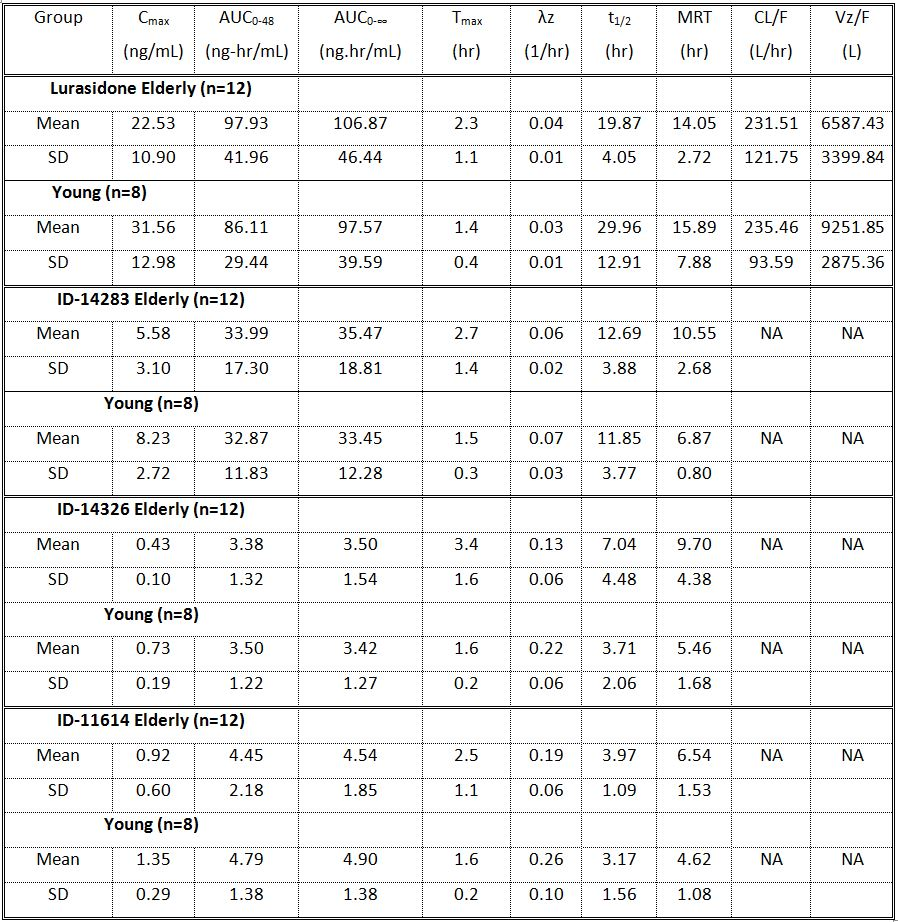 Group Cmax AUC0-48 AUC0-∞ Tmax λz t1/2 MRT CL/F Vz/F
(ng/mL) (ng-hr/mL) (ng.hr/mL) (hr) (1/hr) (hr) (hr) (L/hr) (L)
Lurasidone Elderly (n=12)
Mean 22.53 97.93 106.87 2.3 0.04 19.87 14.05 231.51 6587.43
SD 10.90 41.96 46.44 1.1 0.01 4.05 2.72 121.75 3399.84
Young (n=8)
Mean 31.56 86.11 97.57 1.4 0.03 29.96 15.89 235.46 9251.85
SD 12.98 29.44 39.59 0.4 0.01 12.91 7.88 93.59 2875.36
ID-14283 Elderly (n=12)
Mean 5.58 33.99 35.47 2.7 0.06 12.69 10.55 NA NA
SD 3.10 17.30 18.81 1.4 0.02 3.88 2.68
Young (n=8)
Mean 8.23 32.87 33.45 1.5 0.07 11.85 6.87 NA NA
SD 2.72 11.83 12.28 0.3 0.03 3.77 0.80
ID-14326 Elderly (n=12)
Mean 0.43 3.38 3.50 3.4 0.13 7.04 9.70 NA NA
SD 0.10 1.32 1.54 1.6 0.06 4.48 4.38
Young (n=8)
Mean 0.73 3.50 3.42 1.6 0.22 3.71 5.46 NA NA
SD 0.19 1.22 1.27 0.2 0.06 2.06 1.68
ID-11614 Elderly (n=12)
Mean 0.92 4.45 4.54 2.5 0.19 3.97 6.54 NA NA
SD 0.60 2.18 1.85 1.1 0.06 1.09 1.53
Young (n=8)
Mean 1.35 4.79 4.90 1.6 0.26 3.17 4.62 NA NA
SD 0.29 1.38 1.38 0.2 0.10 1.56 1.08